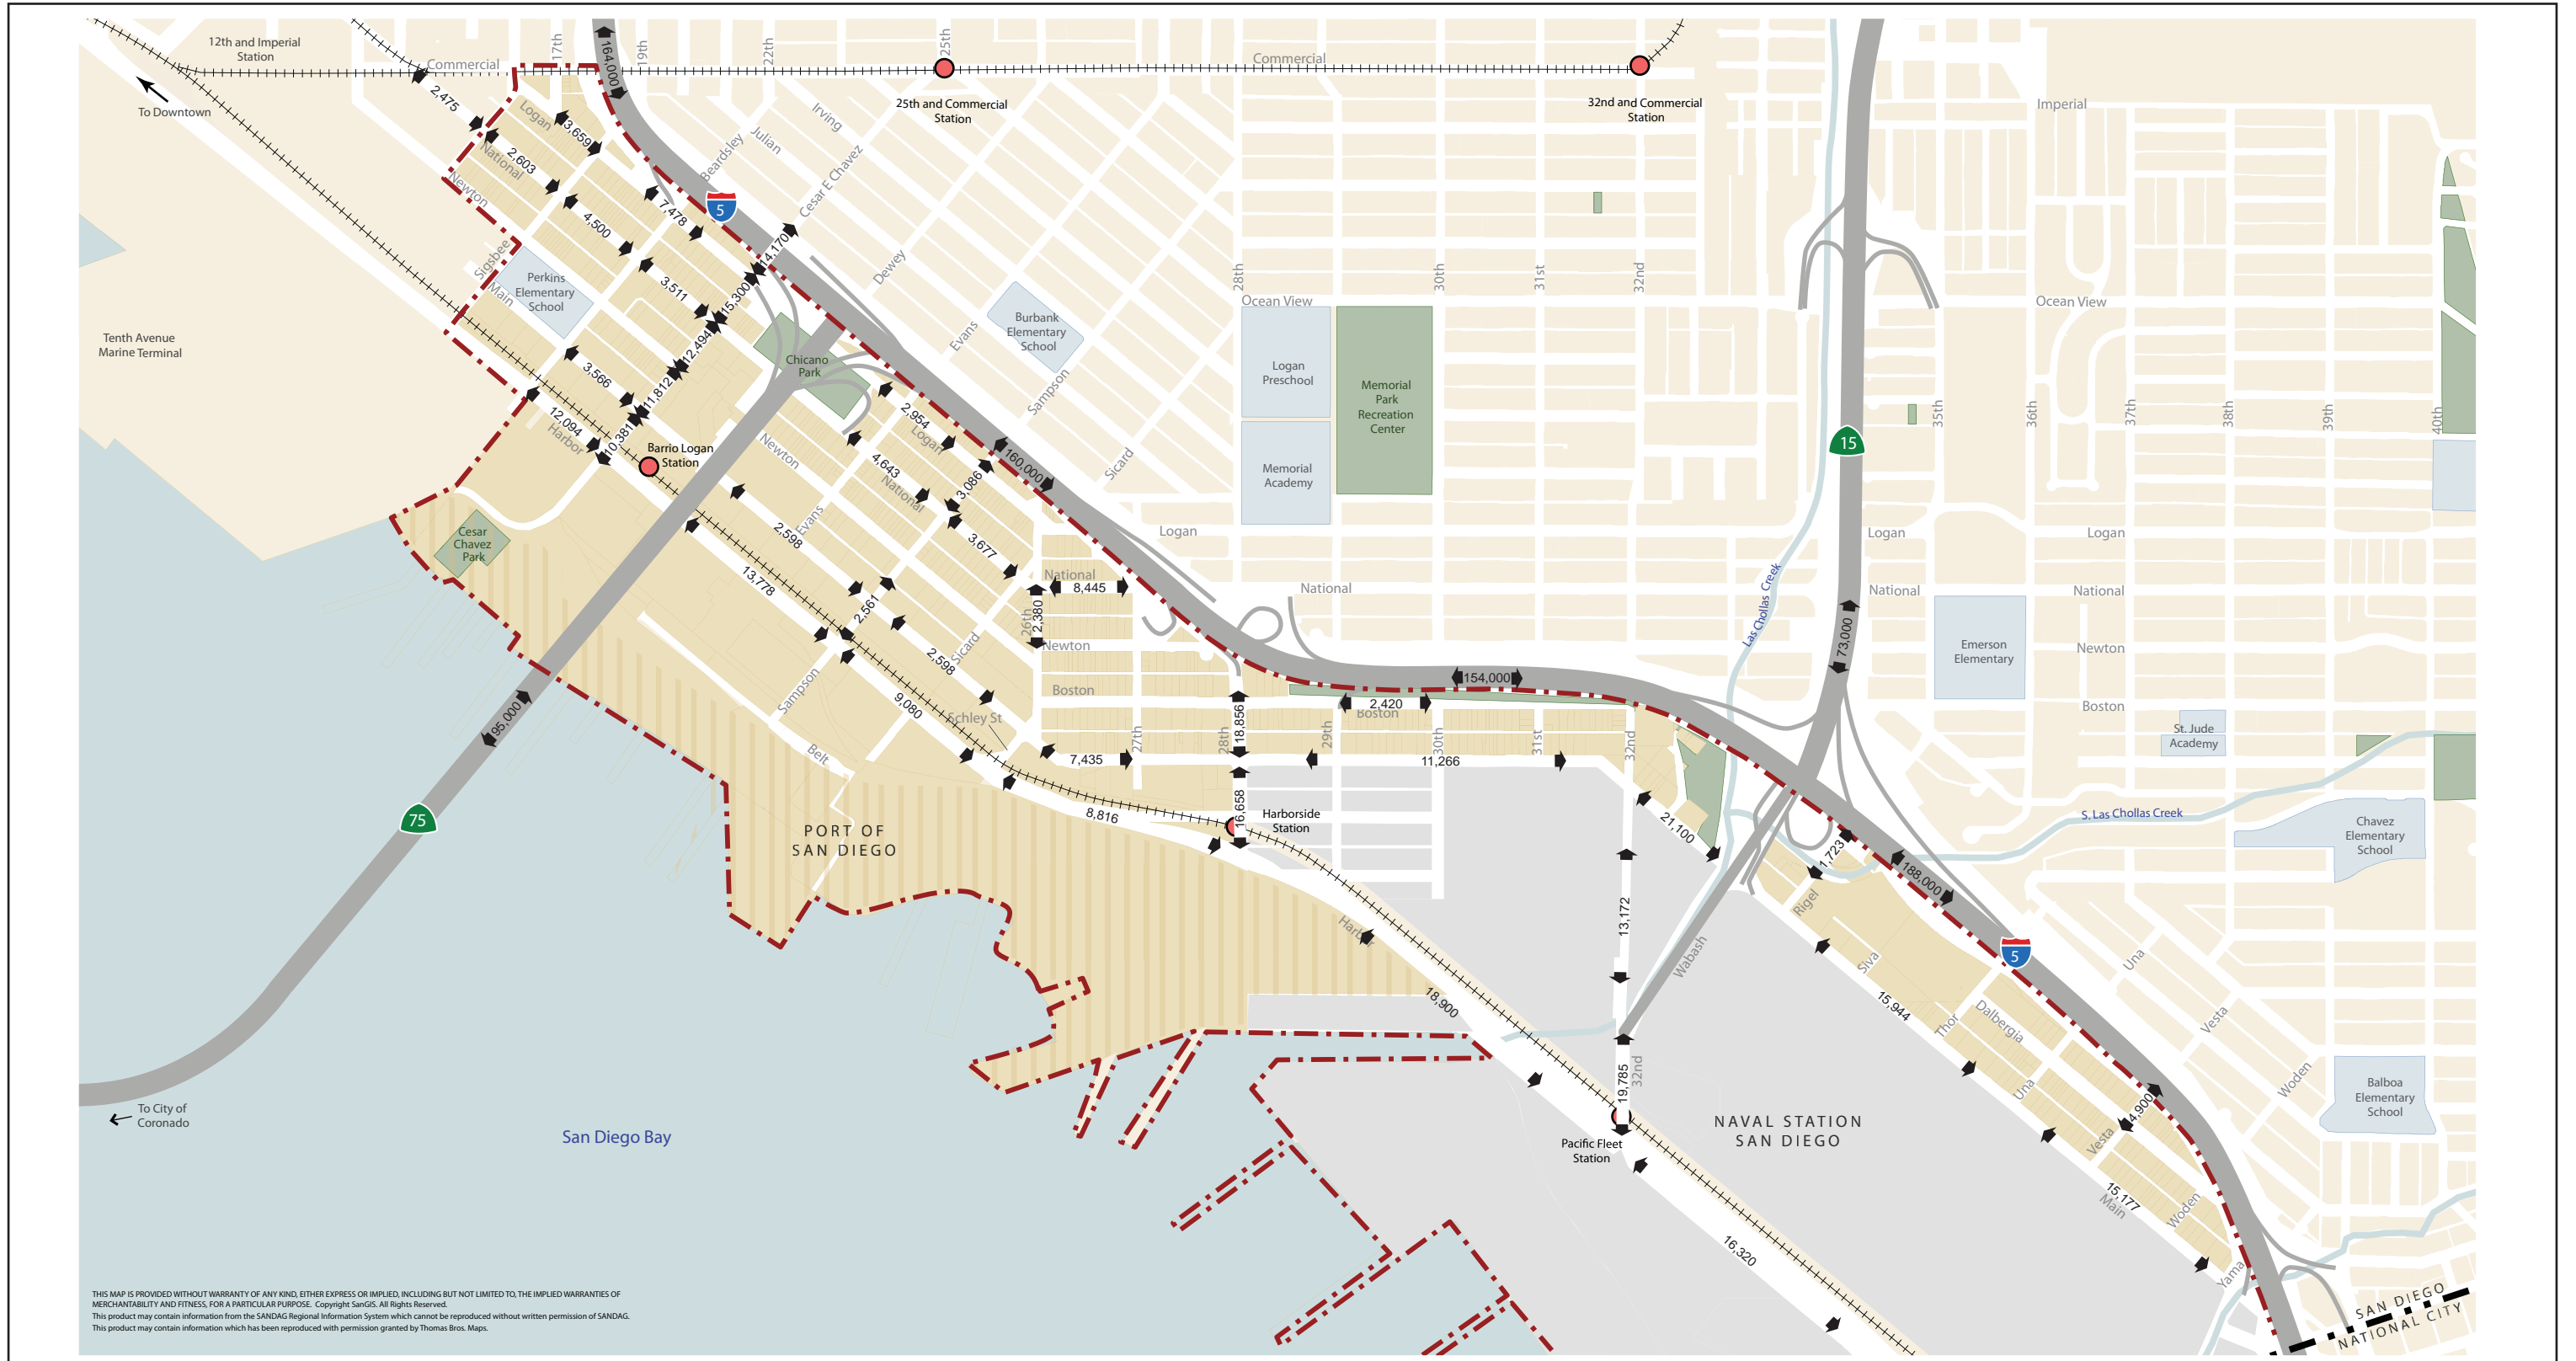 12th and Imperial
Station
To Downtown
Commercial
17th
164,000
19th
22th
25th
25th and Commercial
Station
Commercial
32nd and Commercial
Station
Imperial
2,475
Logan
3,659
National
2,603
Newton
4,500
7,478
5
Beardsley
Julian
Irving
Cesar E Chavez
14,170
Dewey
Sigsbee
Main
Perkins
Elementary
School
3,511
15,300
12,494
11,812
10,381
3,566
12,094
Harbor
Tenth Avenue
Marine Terminal
Barrio Logan
Station
Chicano
Park
Burbank
Elementary
School
Evans
Sampson
Sicard
28th
Ocean View
30th
31st
32nd
Logan
Preschool
Memorial
Academy
Memorial
Park
Recreation
Center
Ocean View
15
35th
36th
37th
38th
39th
40th
2,954
Logan
160,000
4,643
National
3,086
Newton
Evans
2,598
3,677
Cesar
Chavez
Park
13,778
2,561
Logan
National
8,445
26th
2,380
Newton
National
Las Chollas Creek
Logan
Logan
National
National
73,000
Emerson
Elementary
Newton
Boston
St. Jude
Academy
2,598
Sicard
Sampson
9,080
Schley St
Boston
27th
28th
18,856
29th
2,420
Boston
30th
31st
32nd
154,000
7,435
11,266
95,000
75
Belt
PORT OF
SAN DIEGO
8,816
16,658
Harborside
Station
21,100
13,172
1,723
188,000
S. Las Chollas Creek
Chavez
Elementary
School
Rigel
Harbor
Wabash
Siva
5
Una
Vesta
Woden
18,900
15,944
Thor
Dalbergia
Una
32nd
19,785
Pacific Fleet
Station
NAVAL STATION
SAN DIEGO
14,900
Vesta
Balboa
Elementary
School
To City of
Coronado
San Diego Bay
15,177
Main
Woden
16,320
Yama
SAN DIEGO
NATIONAL CITY
THIS MAP IS PROVIDED WITHOUT WARRANTY OF ANY KIND, EITHER EXPRESS OR IMPLIED, INCLUDING BUT NOT LIMITED TO, THE IMPLIED WARRANTIES OF
MERCHANTABILITY AND FITNESS, FOR A PARTICULAR PURPOSE. Copyright SanGIS. All Rights Reserved.
This product may contain information from the SANDAG Regional Information System which cannot be reproduced without written permission of SANDAG.
This product may contain information which has been reproduced with permission granted by Thomas Bros. Maps.